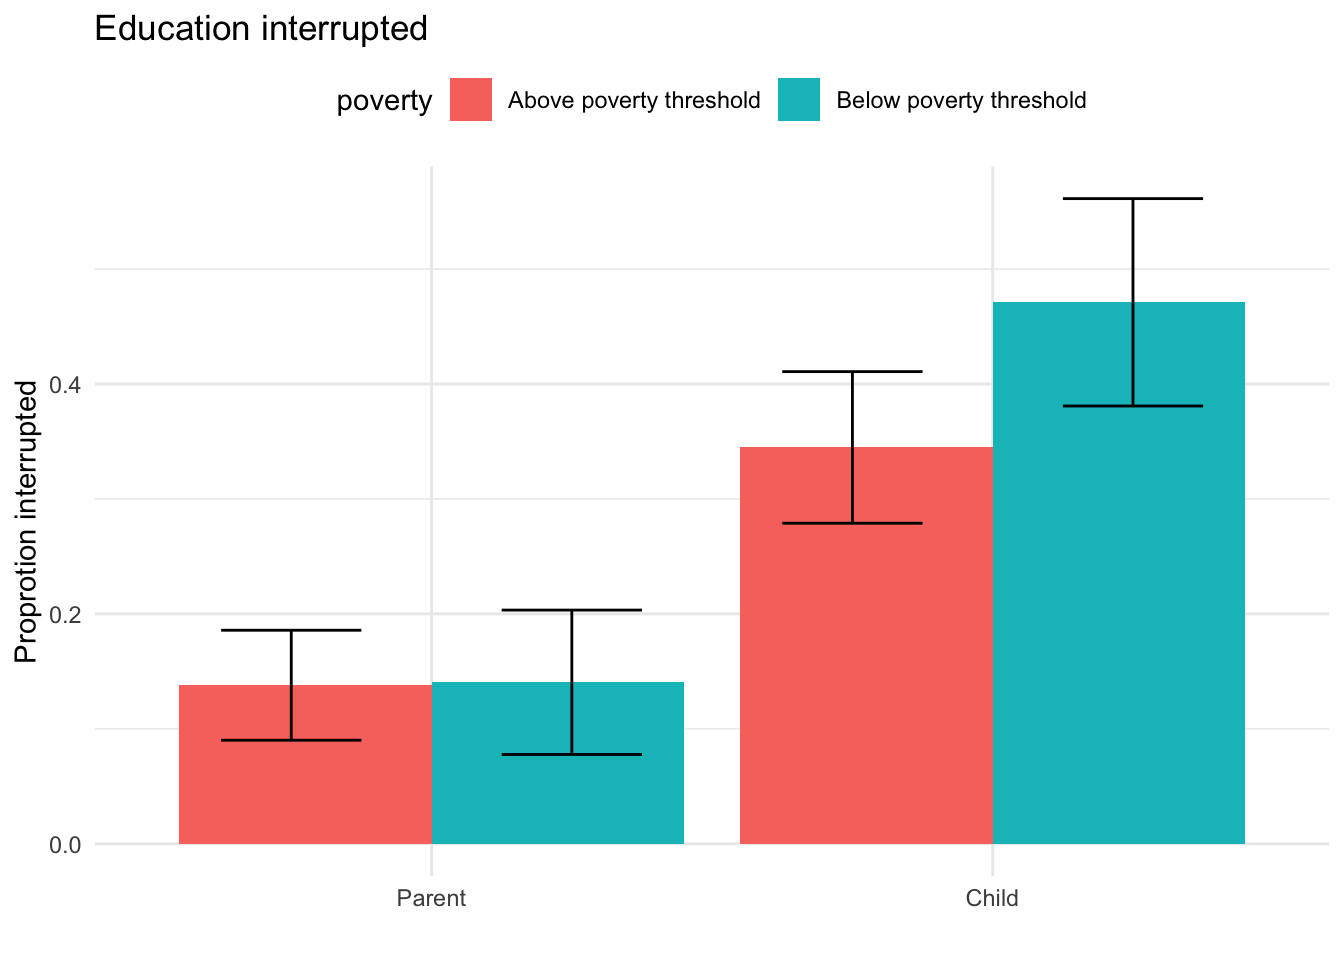 Education interrupted
poverty Above poverty threshold Below poverty threshold
Proprotion interrupted
0.4
0.2
0.0
Parent Child